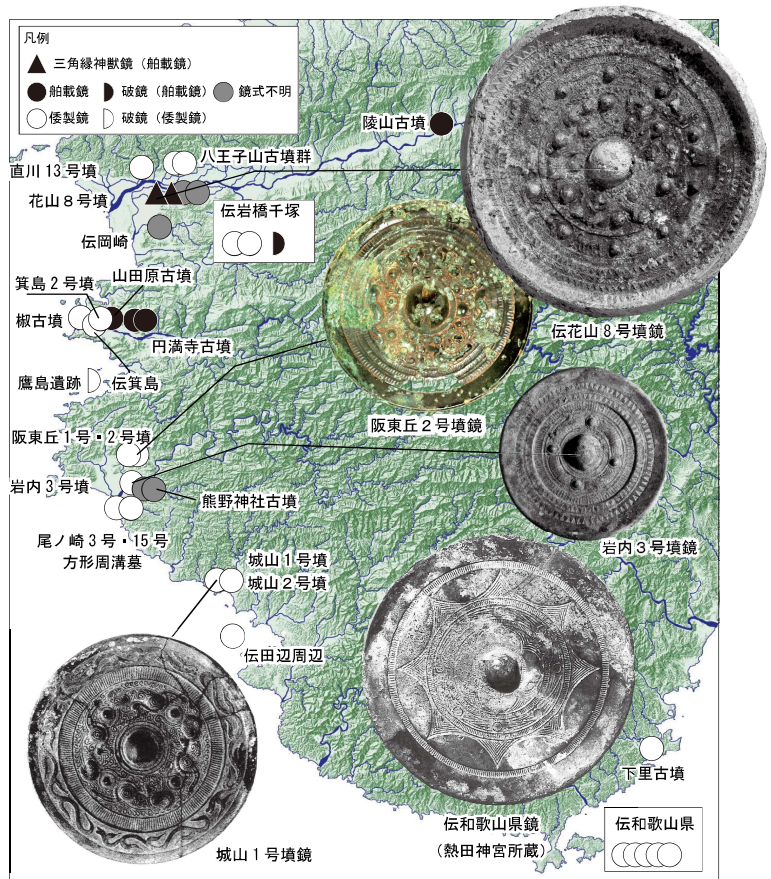 凡例
三角縁神獣鏡（舶載鏡）
舶載鏡 破鏡（舶載鏡） 鏡式不明
倭製鏡 破鏡（倭製鏡）
陵山古墳
八王子山古墳群
直川13号墳
花山８号墳
伝岩橋千塚
伝岡崎
山田原古墳
箕島２号墳
椒古墳
円満寺古墳
伝花山８号墳鏡
鷹島遺跡
伝箕島
阪東丘２号墳鏡
阪東丘１号・２号墳
岩内３号墳
熊野神社古墳
岩内３号墳鏡
尾ノ崎３号・15号
方形周溝墓
城山１号墳
城山２号墳
伝田辺周辺
下里古墳
伝和歌山県鏡
（熱田神宮所蔵）
伝和歌山県
城山１号墳鏡